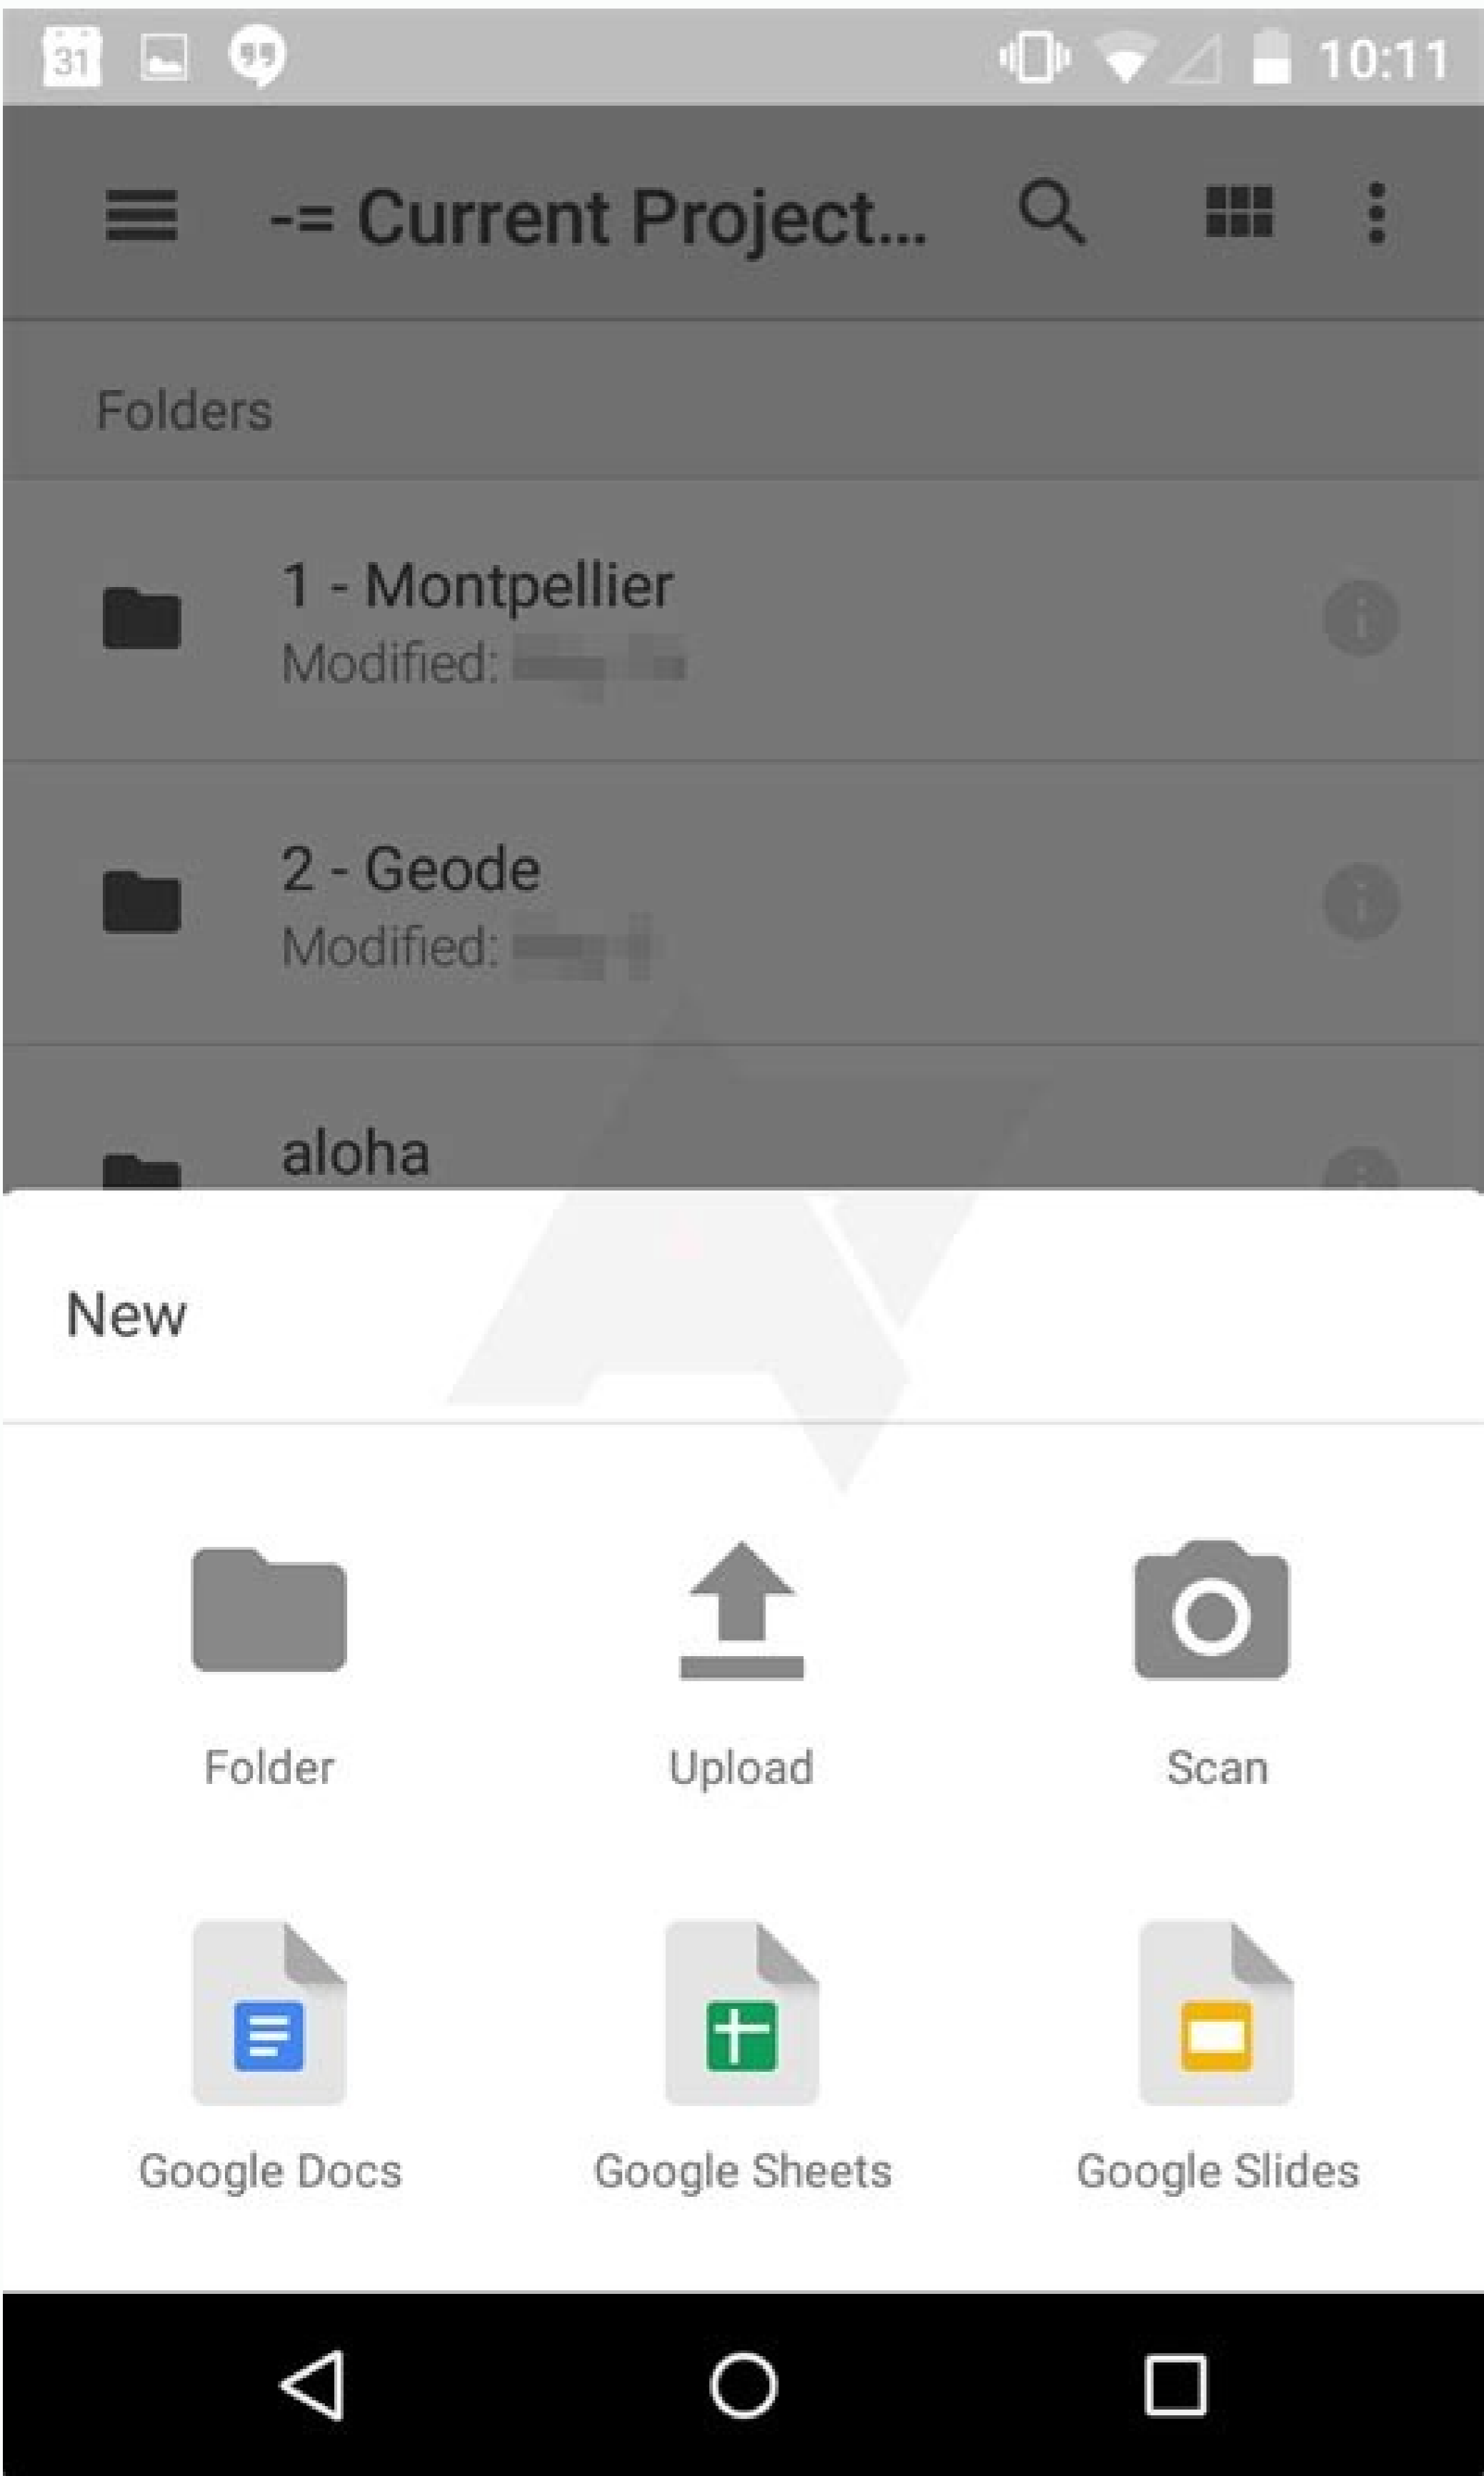 31 10:11
-= Current Project...
Folders
1 - Montpellier
Modified:
2 - Geode
Modified:
aloha
New
Folder Upload Scan
Google Docs Google Sheets Google Slides